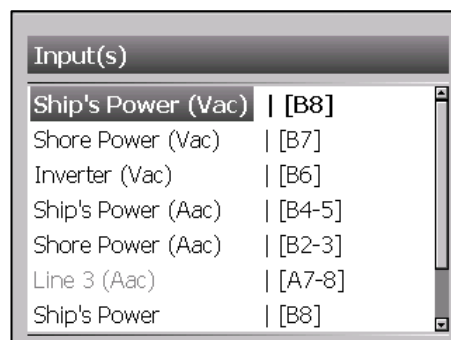 Input(s)
Ship's Power (Vac) | [B8]
Shore Power (Vac) | [B7]
Inverter (Vac) | [B6]
Ship's Power (Aac) | [B4-5]
Shore Power (Aac) | [B2-3]
Line 3 (Aac) | [A7-8]
Ship's Power | [B8]